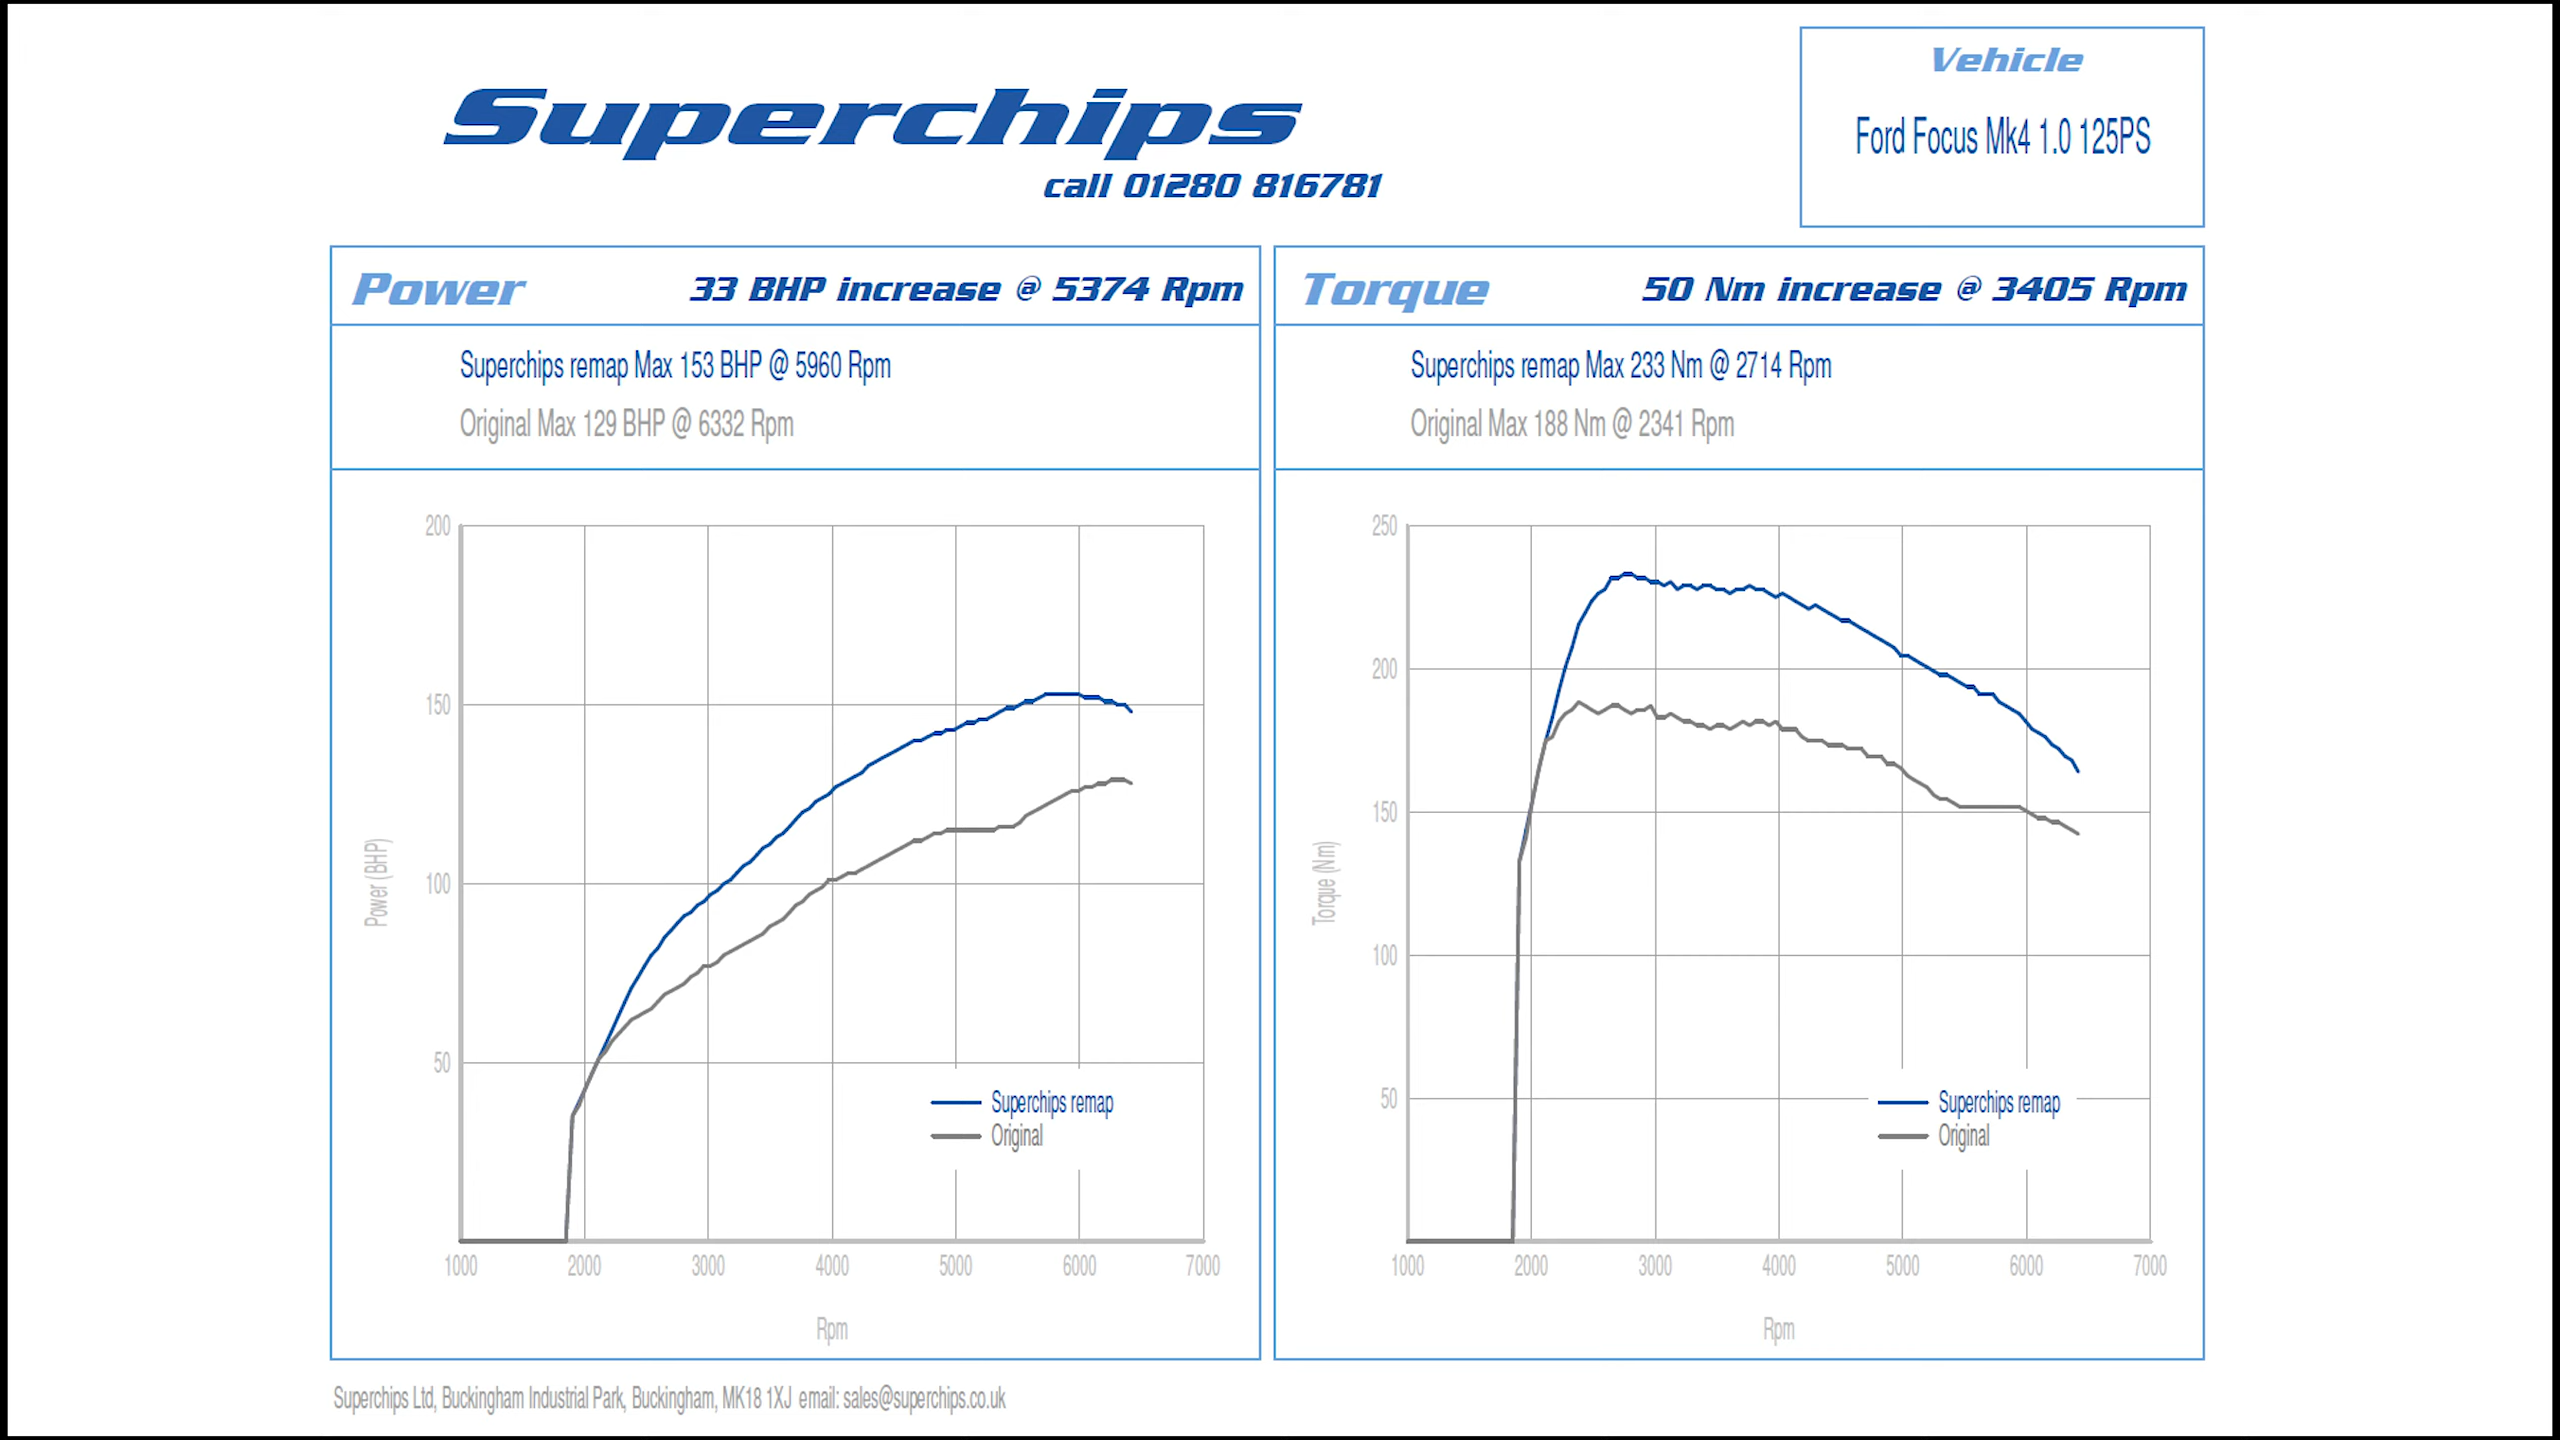 Superchips
call 01280 816781
Vehicle
Ford Focus Mk4 1.0 125PS
Power
33 BHP increase @ 5374 Rpm
Superchips remap Max 153 BHP @ 5960 Rpm
Original Max 129 BHP @ 6332 Rpm
200
150
100
50
Power (BHP)
Superchips remap
Original
1000 2000 3000 4000 5000 6000 7000
Rpm
Torque
50 Nm increase @ 3405 Rpm
Superchips remap Max 233 Nm @ 2714 Rpm
Original Max 188 Nm @ 2341 Rpm
250
200
150
100
50
Torque (Nm)
Superchips remap
Original
1000 2000 3000 4000 5000 6000 7000
Rpm
Superchips Ltd, Buckingham Industrial Park, Buckingham, MK18 1XJ email: sales@superchips.co.uk